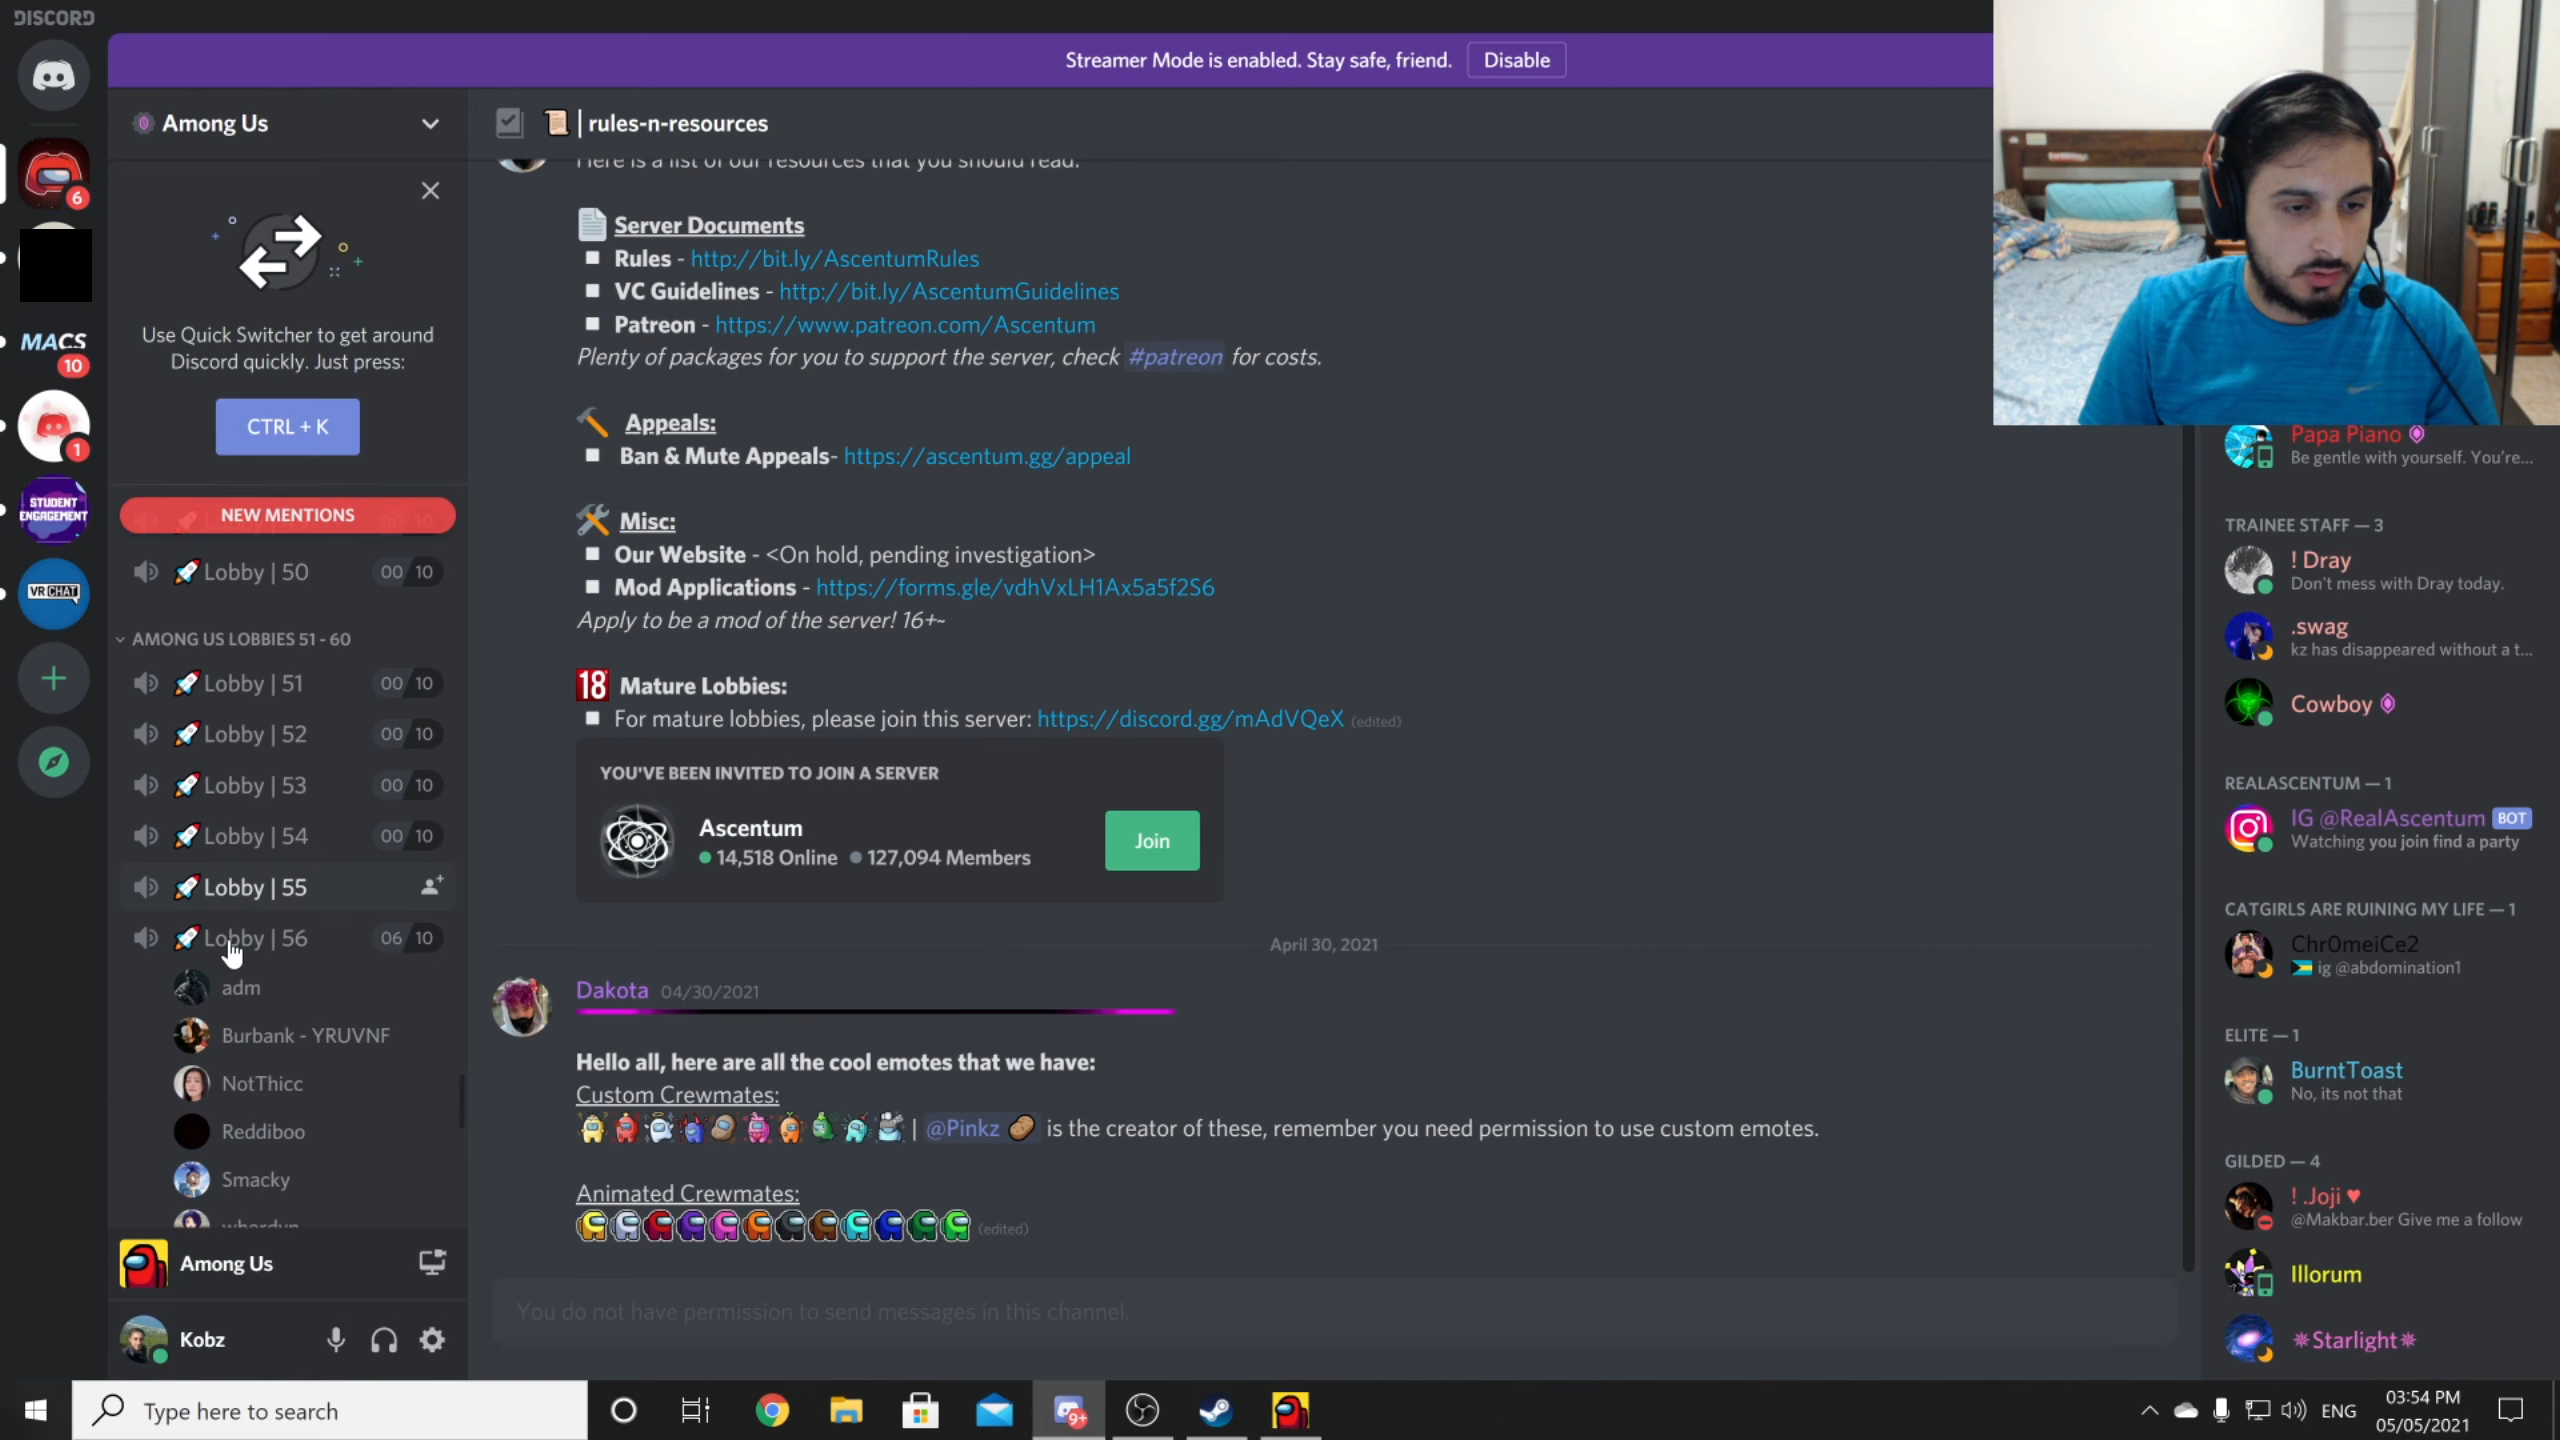 DISCORD
Streamer Mode is enabled. Stay safe, friend.
Disable
Among Us
| rules-n-resources
Here is a list of our resources that you should read.
Use Quick Switcher to get around
Discord quickly. Just press:
CTRL + K
NEW MENTIONS
6
MACS
10
1
STUDENT
ENGAGEMENT
VRCHAT
Lobby | 50 00 10
AMONG US LOBBIES 51 - 60
Lobby | 51 00 10
Lobby | 52 00 10
Lobby | 53 00 10
Lobby | 54 00 10
Lobby | 55
Lobby | 56 06 10
adm
Burbank - YRUVNF
NotThicc
Reddiboo
Smacky
Among Us
Kobz
Server Documents
Rules - http://bit.ly/AscentumRules
VC Guidelines - http://bit.ly/AscentumGuidelines
Patreon - https://www.patreon.com/Ascentum
Plenty of packages for you to support the server, check #patreon for costs.
Appeals:
Ban & Mute Appeals- https://ascentum.gg/appeal
Misc:
Our Website - <On hold, pending investigation>
Mod Applications - https://forms.gle/vdhVxLH1Ax5a5f2S6
Apply to be a mod of the server! 16+~
18 Mature Lobbies:
For mature lobbies, please join this server: https://discord.gg/mAdVQeX (edited)
YOU'VE BEEN INVITED TO JOIN A SERVER
Ascentum
14,518 Online 127,094 Members
Join
April 30, 2021
Dakota 04/30/2021
Hello all, here are all the cool emotes that we have:
Custom Crewmates:
| @Pinkz is the creator of these, remember you need permission to use custom emotes.
Animated Crewmates:
(edited)
You do not have permission to send messages in this channel.
Papa Piano
Be gentle with yourself. You're...
TRAINEE STAFF — 3
! Dray
Don't mess with Dray today.
.swag
kz has disappeared without a t...
Cowboy
REALASCENTUM — 1
IG @RealAscentum BOT
Watching you join find a party
CATGIRLS ARE RUINING MY LIFE — 1
Chr0meiCe2
ig @abdomination1
ELITE — 1
BurntToast
No, its not that
GILDED — 4
! .Joji ♥
@Makbar.ber Give me a follow
Illorum
✴Starlight✴
Type here to search
9+
ENG
03:54 PM
05/05/2021